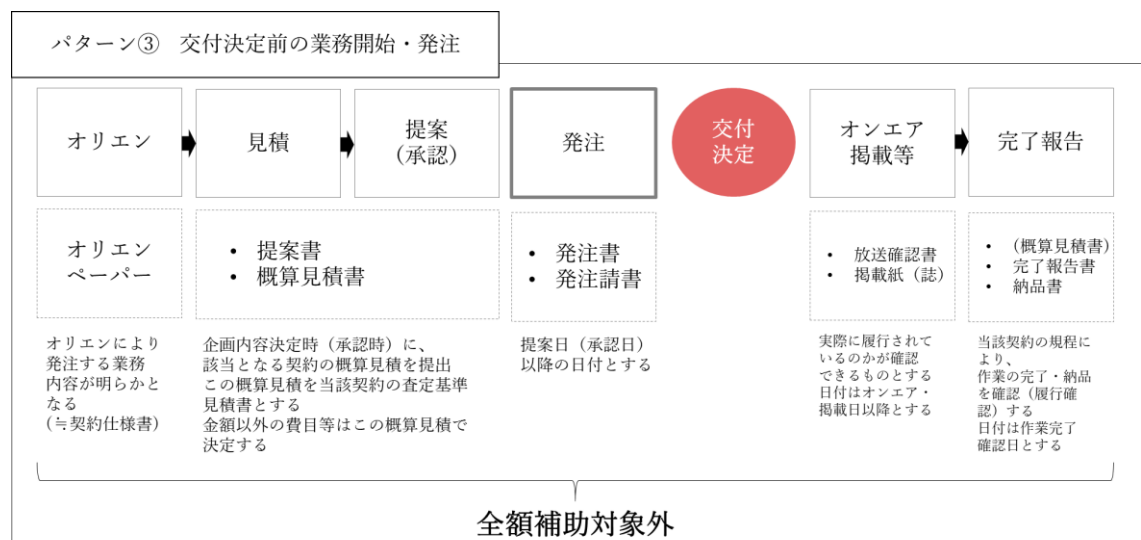 パターン③　交付決定前の業務開始・発注
オリエン
見積
提案
(承認)
発注
交付
決定
オンエア
掲載等
完了報告
オリエン
ペーパー
• 提案書
• 概算見積書
• 発注書
• 発注請書
• 放送確認書
• 掲載紙（誌）
• (概算見積書)
• 完了報告書
• 納品書
オリエンにより
発注する業務
内容が明らかと
なる
(≒契約仕様書)
企画内容決定時（承認時）に、
該当となる契約の概算見積を提出
この概算見積を当該契約の査定基準
見積書とする
金額以外の費目等はこの概算見積で
決定する
提案日（承認日）
以降の日付とする
実際に履行されて
いるのかが確認
できるものとする
日付はオンエア・
掲載日以降とする
当該契約の規程
により、
作業の完了・納品
を確認（履行確
認）する
日付は作業完了
確認日とする
全額補助対象外